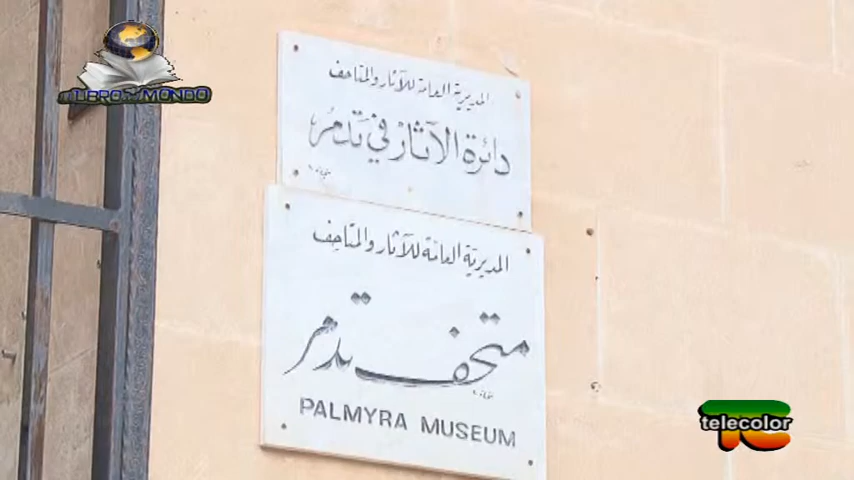 IL LIBRO DEL MONDO
المديرية العامة للآثار والمتاحف
دائرة الآثار في تدمر
المديرية العامة للآثار والمتاحف
متحف تدمر
PALMYRA MUSEUM
telecolor